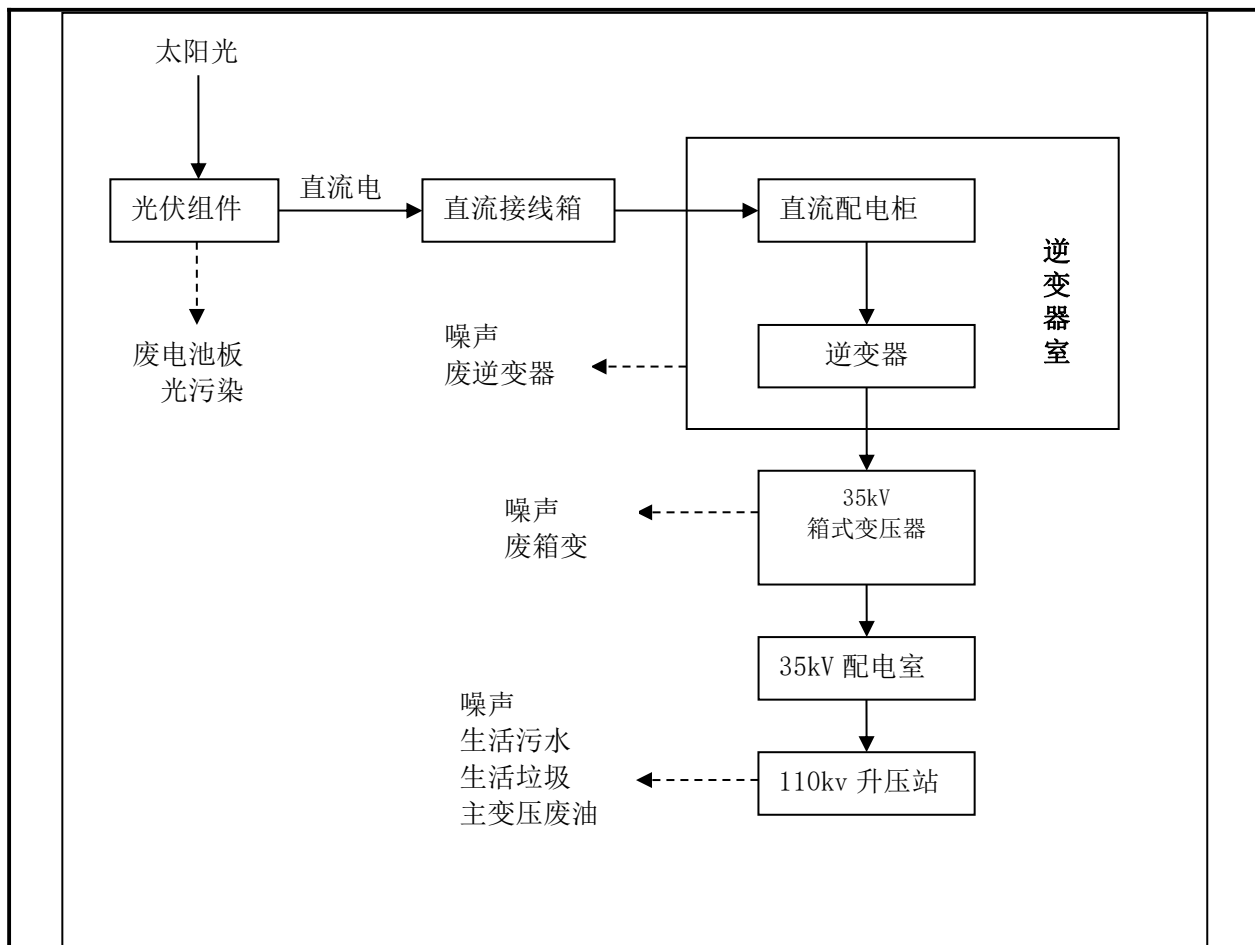 太阳光
光伏组件
直流电
直流接线箱
直流配电柜
逆变器室
逆变器
噪声
废逆变器
废电池板
光污染
35kV
箱式变压器
噪声
废箱变
35kV 配电室
噪声
生活污水
生活垃圾
主变压废油
110kv 升压站